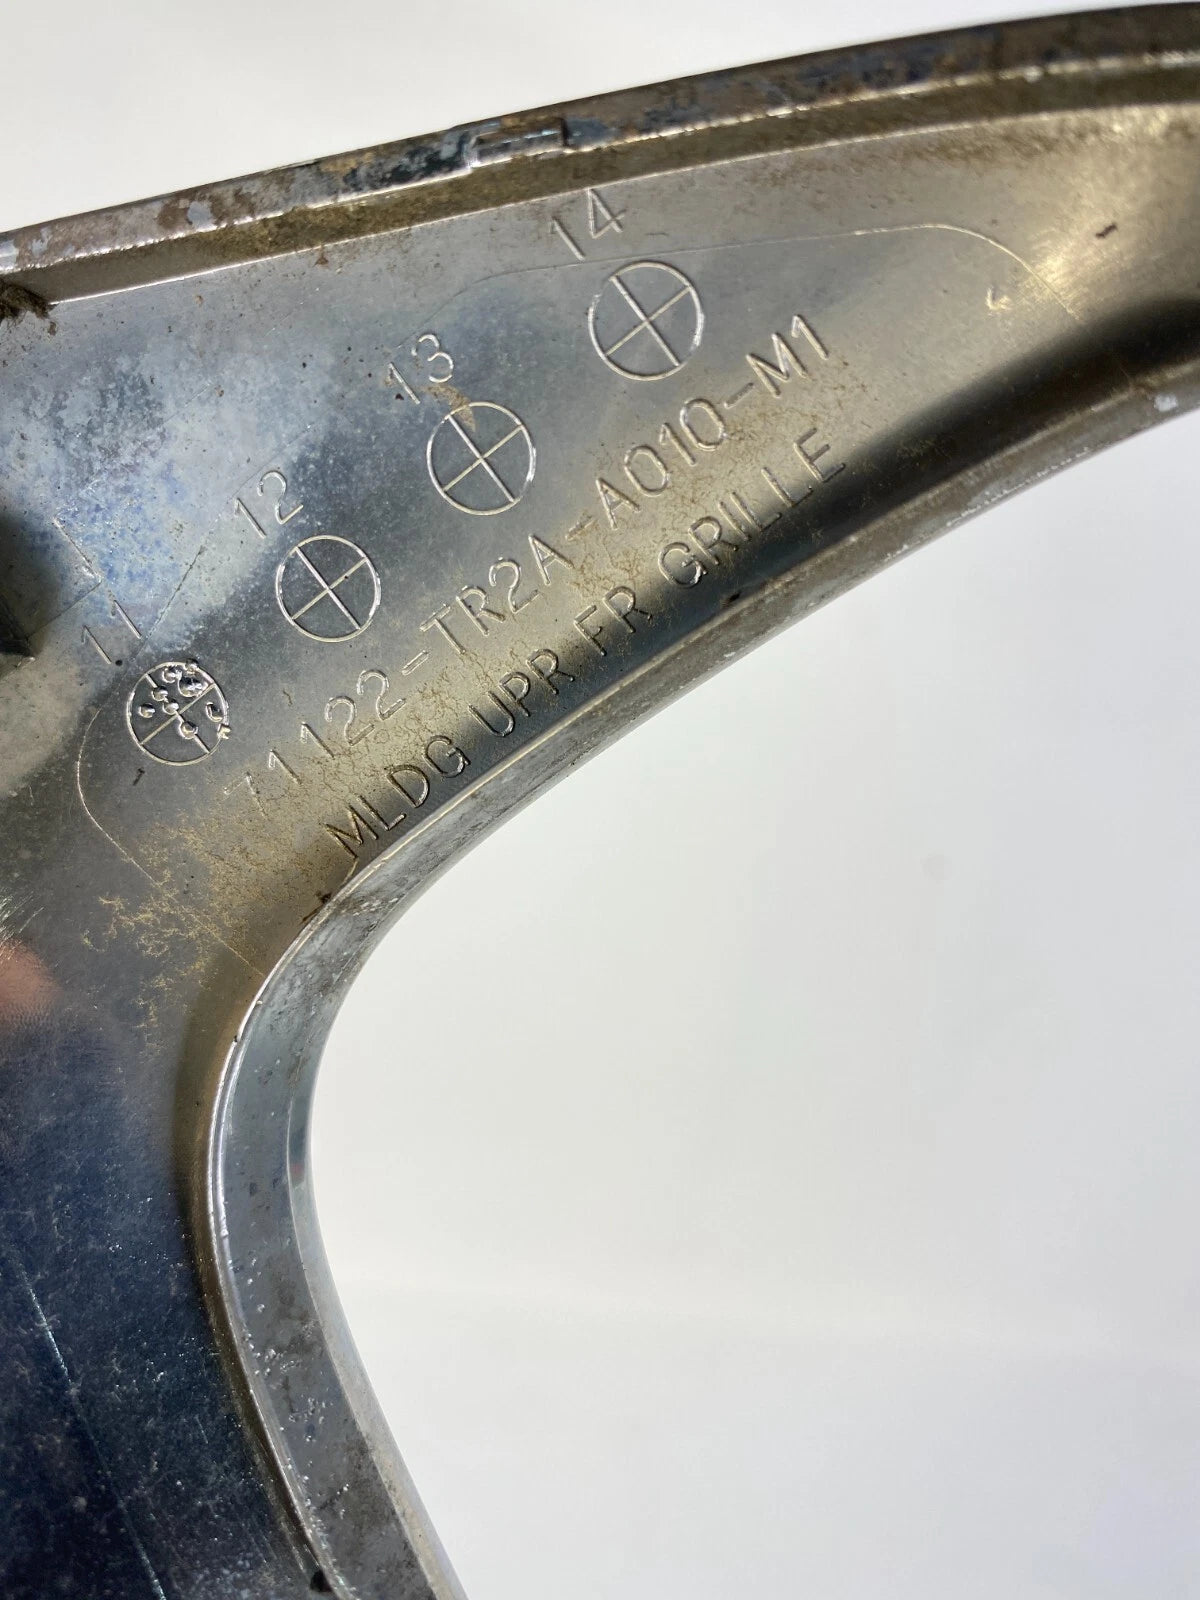 11 12 13 14
71122-TR2A-A010-M1
MLDG UPR FR GRILLE